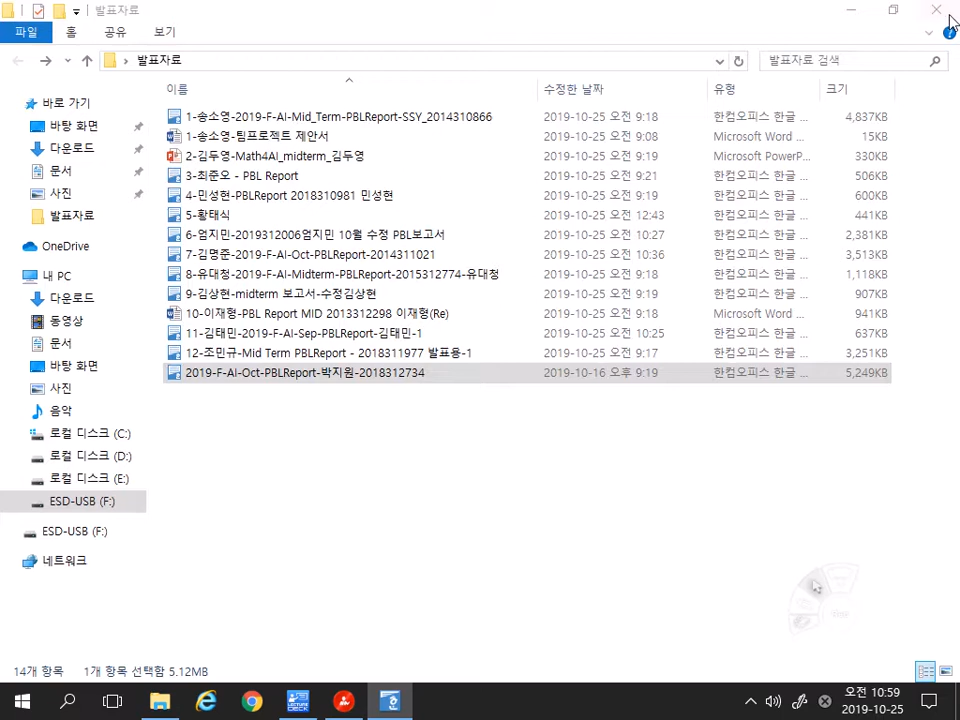 발표자료
파일 홈 공유 보기
발표자료 발표자료 검색
이름 수정한 날짜 유형 크기
바로 가기
바탕 화면
다운로드
문서
사진
발표자료
OneDrive
내 PC
다운로드
동영상
문서
바탕 화면
사진
음악
로컬 디스크 (C:)
로컬 디스크 (D:)
로컬 디스크 (E:)
ESD-USB (F:)
ESD-USB (F:)
네트워크
1-송소영-2019-F-AI-Mid_Term-PBLReport-SSY_2014310866 2019-10-25 오전 9:18 한컴오피스 한글 ... 4,837KB
1-송소영-팀프로젝트 제안서 2019-10-25 오전 9:08 Microsoft Word ... 15KB
2-김두영-Math4AI_midterm_김두영 2019-10-25 오전 9:19 Microsoft PowerP... 330KB
3-최준오 - PBL Report 2019-10-25 오전 9:21 한컴오피스 한글 ... 506KB
4-민성현-PBLReport 2018310981 민성현 2019-10-25 오전 9:19 한컴오피스 한글 ... 600KB
5-황태식 2019-10-25 오전 12:43 한컴오피스 한글 ... 441KB
6-엄지민-2019312006엄지민 10월 수정 PBL보고서 2019-10-25 오전 10:27 한컴오피스 한글 ... 2,381KB
7-김명준-2019-F-AI-Oct-PBLReport-2014311021 2019-10-25 오전 10:36 한컴오피스 한글 ... 3,513KB
8-유대청-2019-F-AI-Midterm-PBLReport-2015312774-유대청 2019-10-25 오전 9:18 한컴오피스 한글 ... 1,118KB
9-김상현-midterm 보고서-수정김상현 2019-10-25 오전 9:19 한컴오피스 한글 ... 907KB
10-이재형-PBL Report MID 2013312298 이재형(Re) 2019-10-25 오전 9:18 Microsoft Word ... 941KB
11-김태민-2019-F-AI-Sep-PBLReport-김태민-1 2019-10-25 오전 10:25 한컴오피스 한글 ... 637KB
12-조민규-Mid Term PBLReport - 2018311977 발표용-1 2019-10-25 오전 9:17 한컴오피스 한글 ... 3,251KB
2019-F-AI-Oct-PBLReport-박지원-2018312734 2019-10-16 오후 9:19 한컴오피스 한글 ... 5,249KB
14개 항목 1개 항목 선택함 5.12MB
LECTURE
오전 10:59
2019-10-25